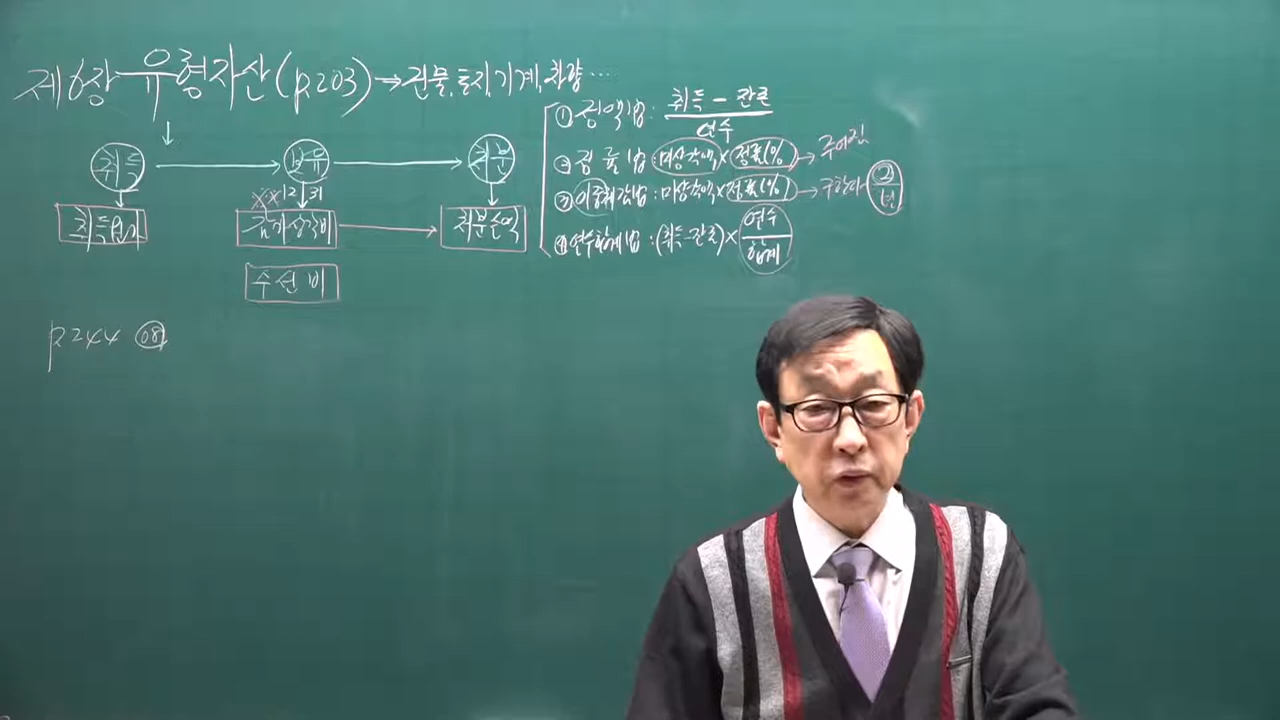 제6장 유형자산(p.203) → 건물, 토지, 기계, 차량 …
취득 → 보유 → 처분
××12/31
취득원가 감가상각비 → 처분손익
수선비
p.244 08
① 정액법 : 취득 - 잔존 / 연수
② 정률법 : 미상각액 × 정률(%) → 주어짐
③ 이중체감법 : 미상각액 × 정률(%) → 구한다 2/년
④ 연수합계법 : (취득-잔존) × 연수/합계